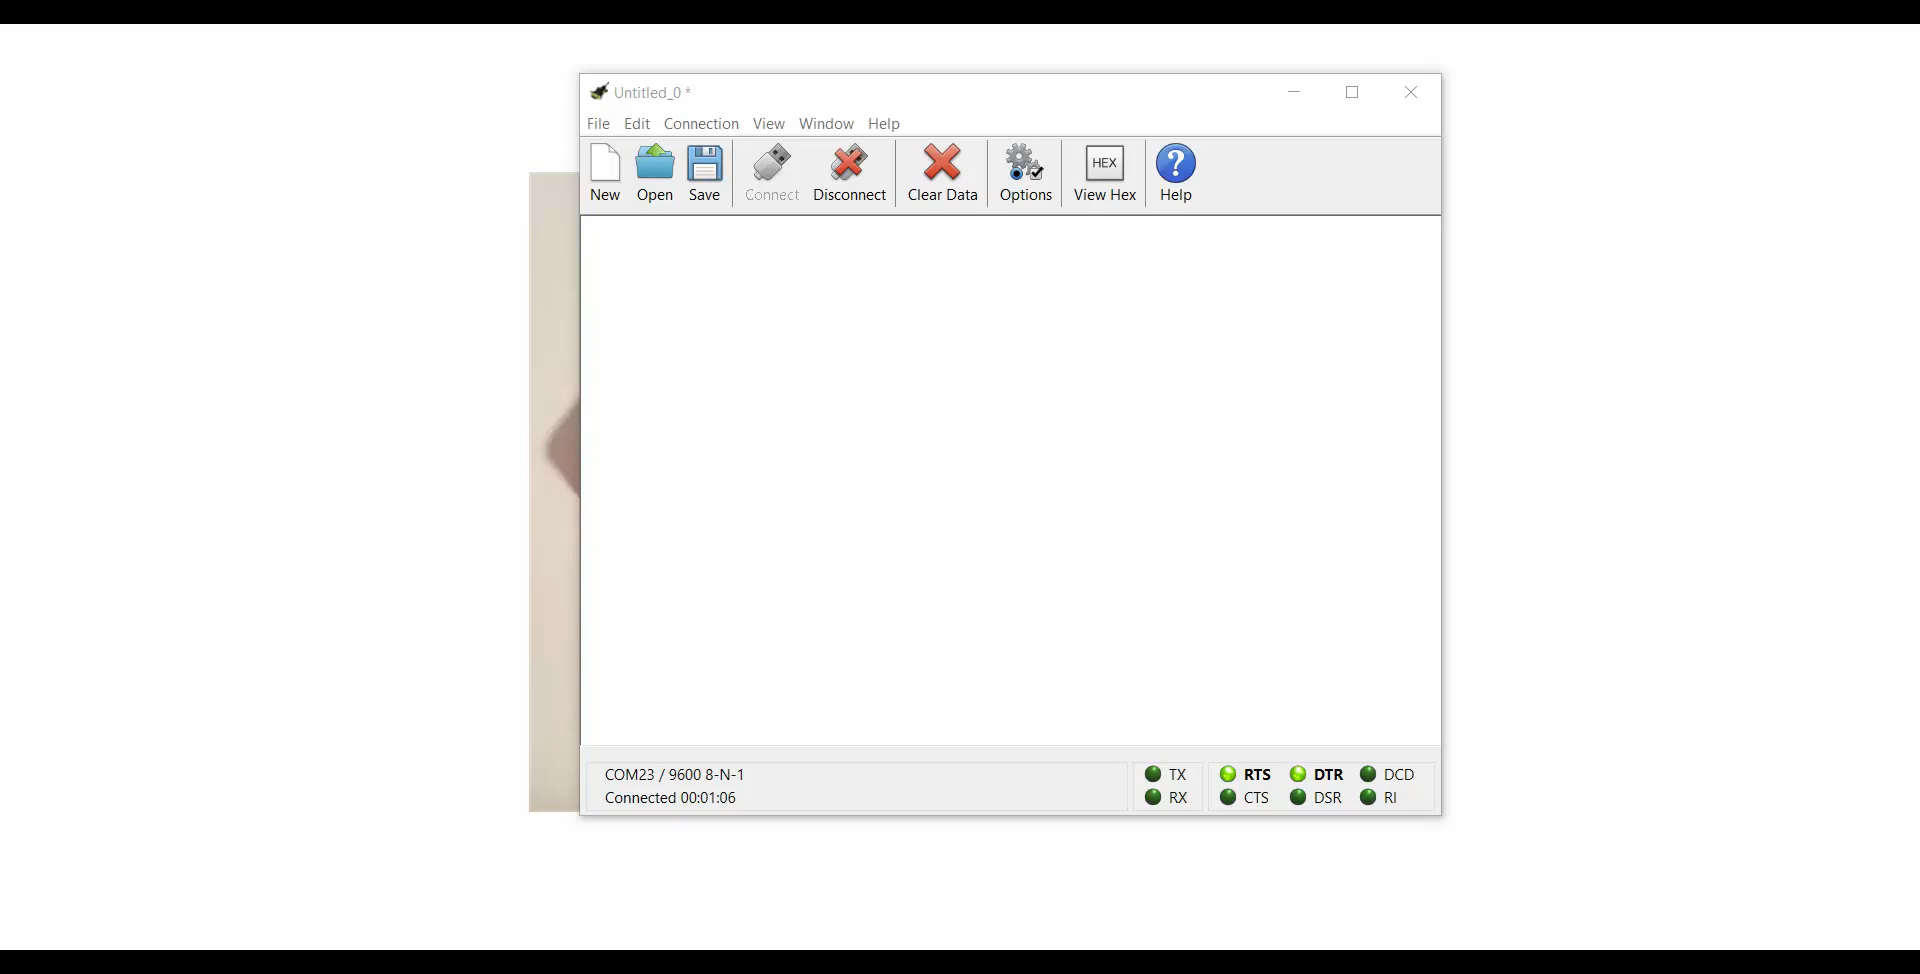 Untitled_0 *
File Edit Connection View Window Help
New Open Save Connect Disconnect Clear Data Options HEX View Hex ? Help
COM23 / 9600 8-N-1
Connected 00:01:06
TX RTS DTR DCD
RX CTS DSR RI